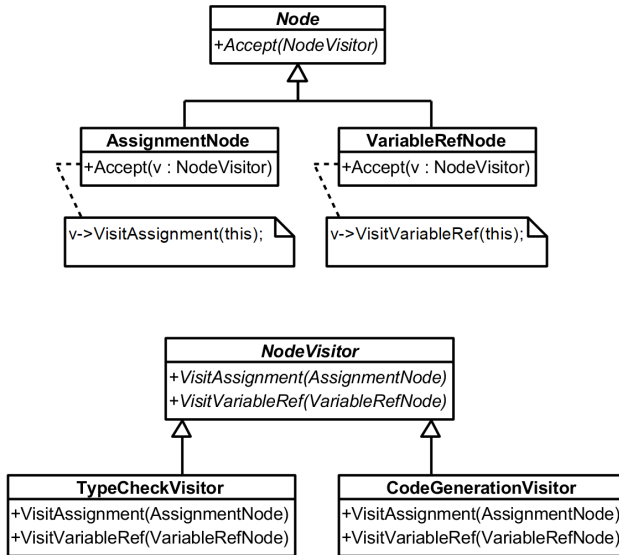 Node
+Accept(NodeVisitor)
AssignmentNode
+Accept(v : NodeVisitor)
VariableRefNode
+Accept(v : NodeVisitor)
v->VisitAssignment(this);
v->VisitVariableRef(this);
NodeVisitor
+VisitAssignment(AssignmentNode)
+VisitVariableRef(VariableRefNode)
TypeCheckVisitor
+VisitAssignment(AssignmentNode)
+VisitVariableRef(VariableRefNode)
CodeGenerationVisitor
+VisitAssignment(AssignmentNode)
+VisitVariableRef(VariableRefNode)